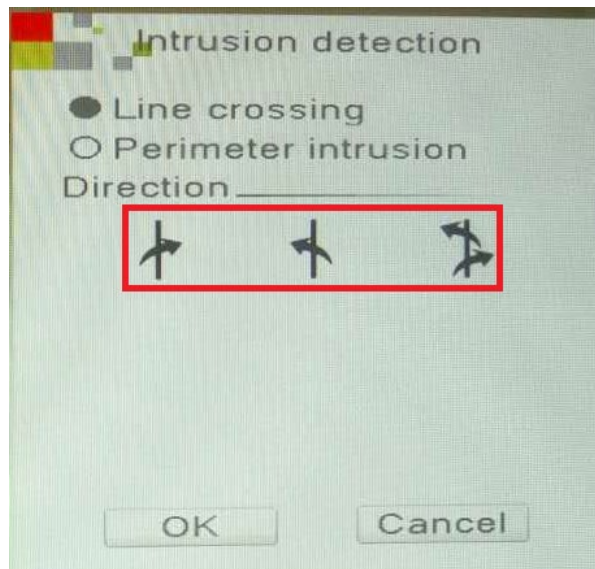 Intrusion detection
Line crossing
Perimeter intrusion
Direction
OK
Cancel